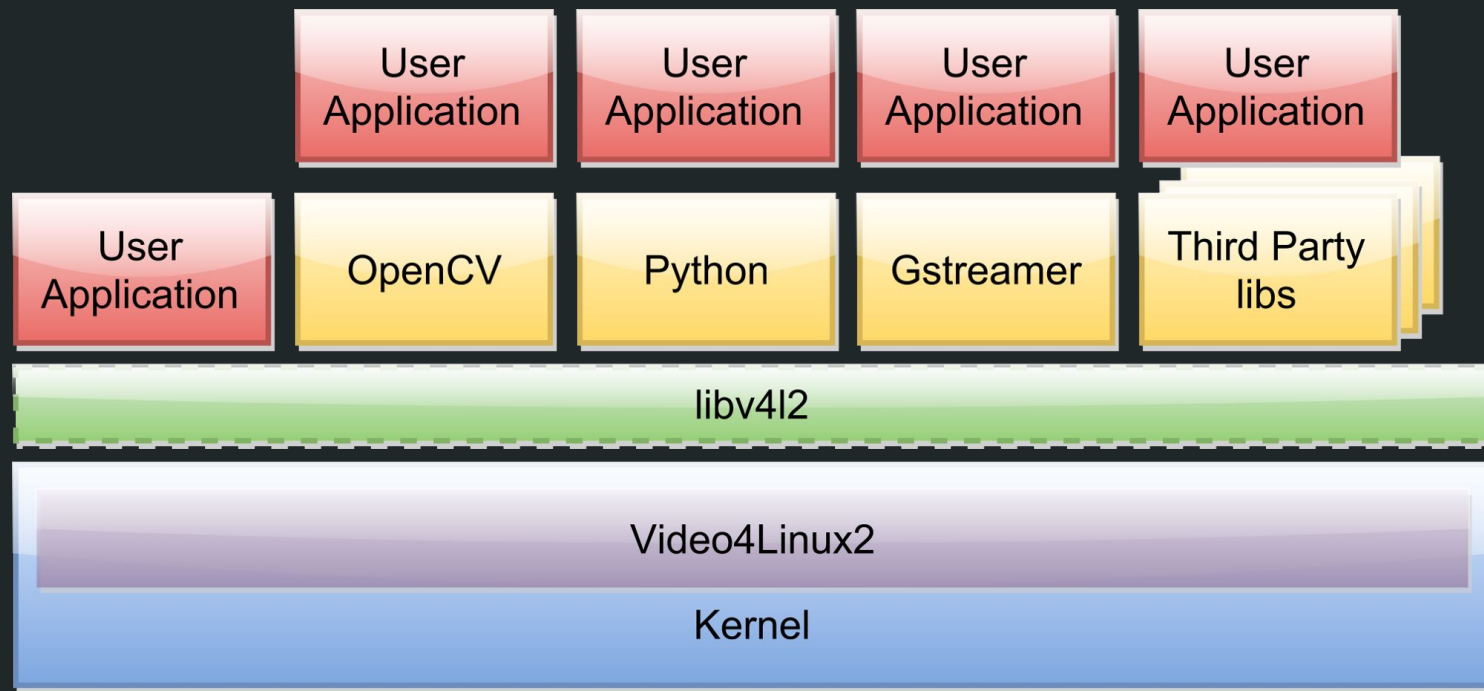 User
Application
User
Application
User
Application
User
Application
User
Application
OpenCV
Python
Gstreamer
Third Party
libs
libv4l2
Video4Linux2
Kernel